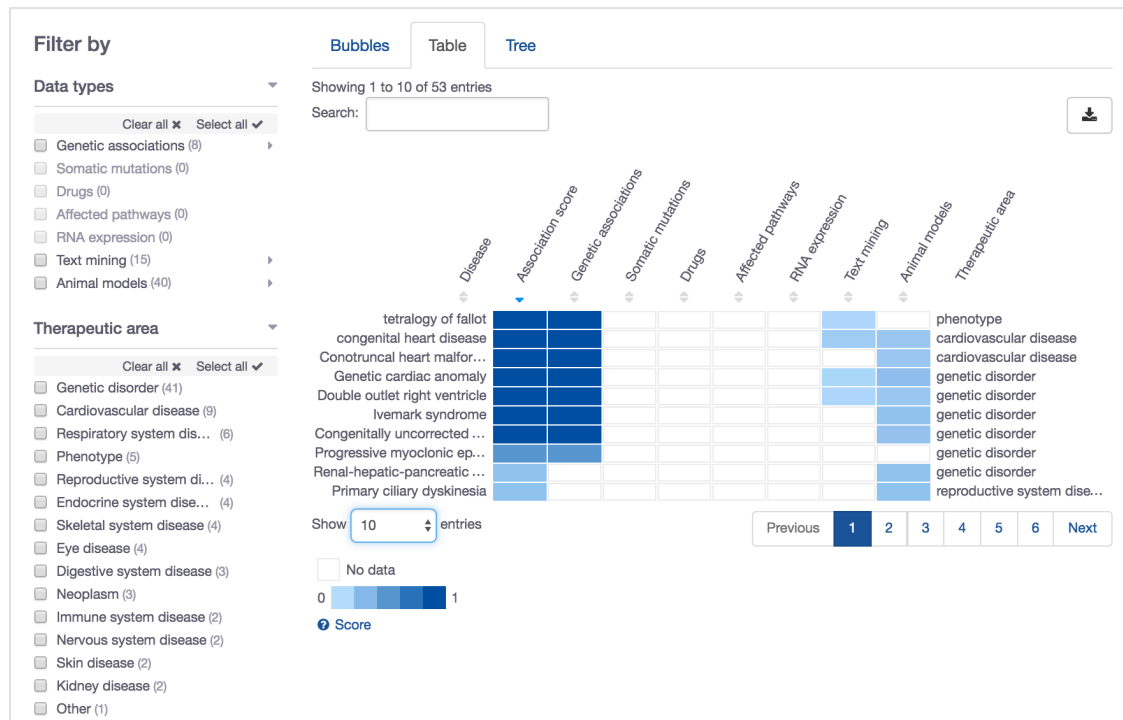 Filter by
Data types
Clear all ✖ Select all ✔
Genetic associations (8)
Somatic mutations (0)
Drugs (0)
Affected pathways (0)
RNA expression (0)
Text mining (15)
Animal models (40)
Therapeutic area
Clear all ✖ Select all ✔
Genetic disorder (41)
Cardiovascular disease (9)
Respiratory system dis... (6)
Phenotype (5)
Reproductive system di... (4)
Endocrine system dise... (4)
Skeletal system disease (4)
Eye disease (4)
Digestive system disease (3)
Neoplasm (3)
Immune system disease (2)
Nervous system disease (2)
Skin disease (2)
Kidney disease (2)
Other (1)
Bubbles Table Tree
Showing 1 to 10 of 53 entries
Search:
Disease Association score Genetic associations Somatic mutations Drugs Affected pathways RNA expression Text mining Animal models Therapeutic area
tetralogy of fallot phenotype
congenital heart disease cardiovascular disease
Conotruncal heart malfor... cardiovascular disease
Genetic cardiac anomaly genetic disorder
Double outlet right ventricle genetic disorder
Ivemark syndrome genetic disorder
Congenitally uncorrected ... genetic disorder
Progressive myoclonic ep... genetic disorder
Renal-hepatic-pancreatic ... genetic disorder
Primary ciliary dyskinesia reproductive system dise...
Show 10 entries
Previous 1 2 3 4 5 6 Next
No data
0 1
? Score